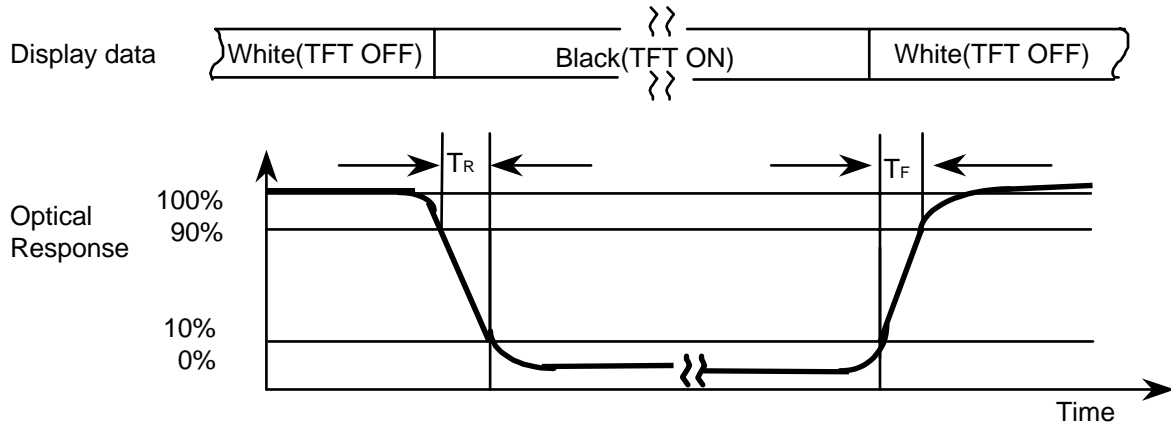 Display data
White(TFT OFF)
Black(TFT ON)
White(TFT OFF)
TR
TF
100%
Optical
Response
90%
10%
0%
Time